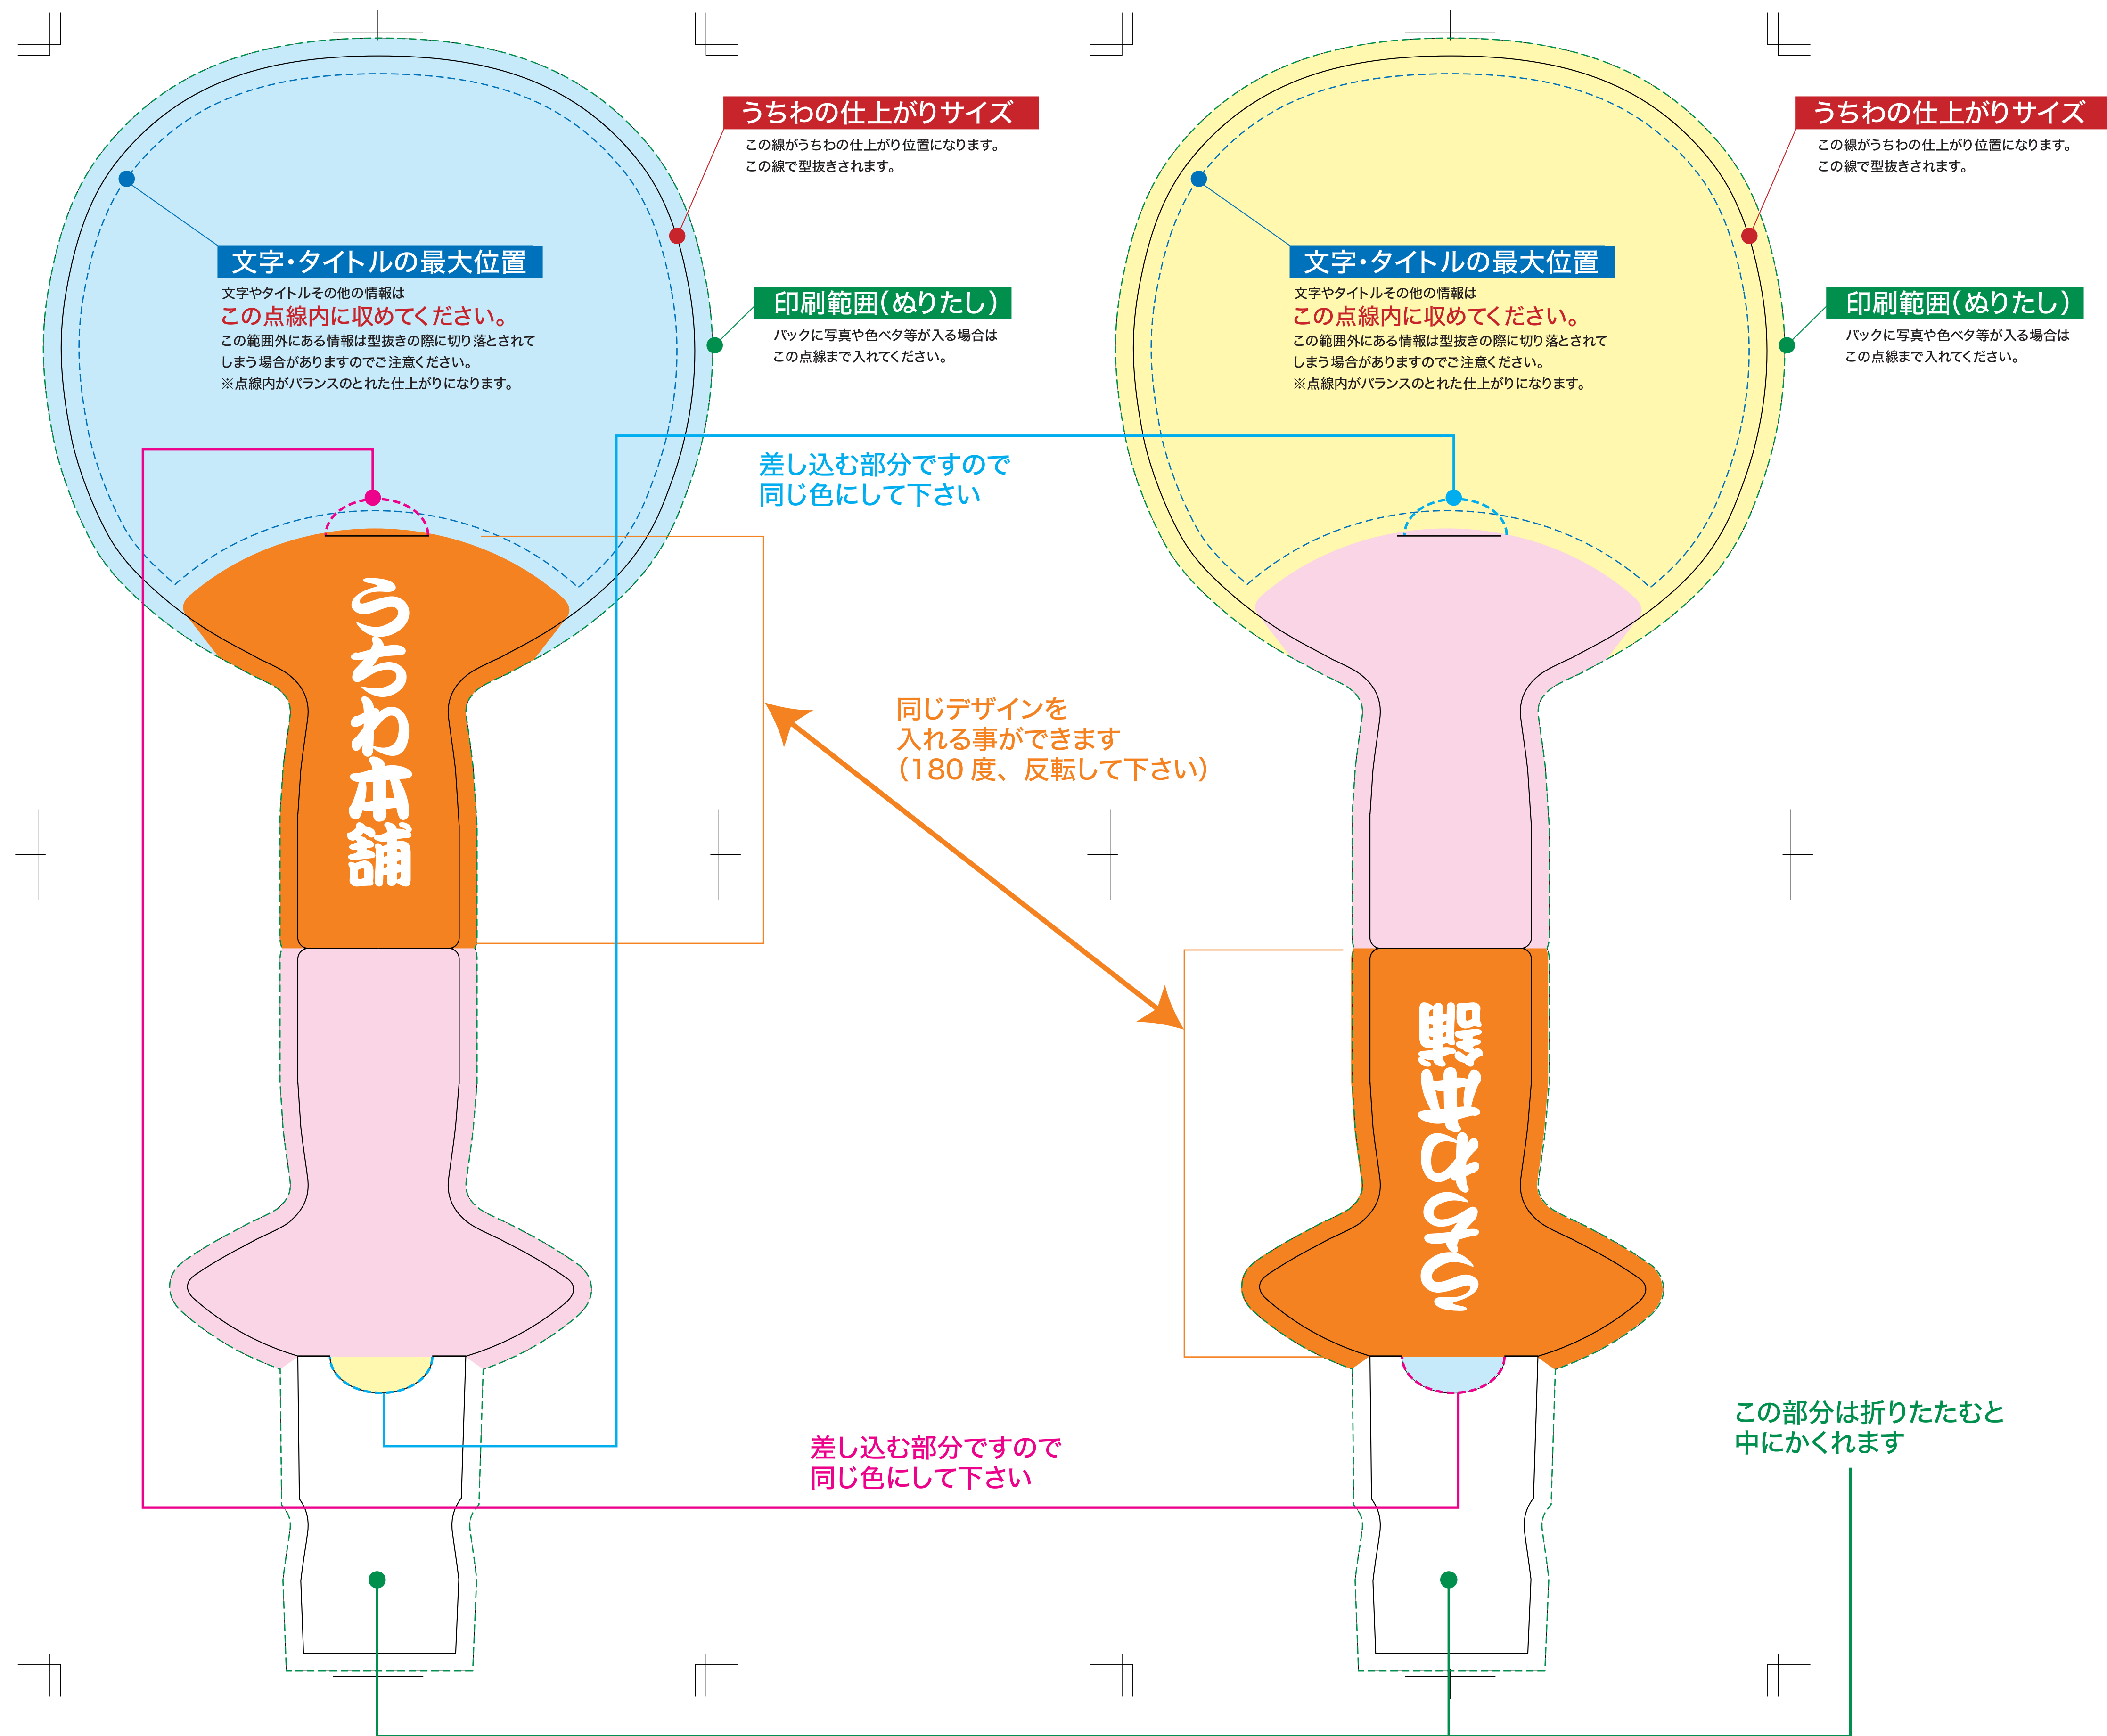 うちわの仕上がりサイズ
この線がうちわの仕上がり位置になります。
この線で型抜きされます。
文字・タイトルの最大位置
文字やタイトルその他の情報は
この点線内に収めてください。
この範囲外にある情報は型抜きの際に切り落とされて
しまう場合がありますのでご注意ください。
※点線内がバランスのとれた仕上がりになります。
印刷範囲(ぬりたし)
バックに写真や色ベタ等が入る場合は
この点線まで入れてください。
うちわの仕上がりサイズ
この線がうちわの仕上がり位置になります。
この線で型抜きされます。
文字・タイトルの最大位置
文字やタイトルその他の情報は
この点線内に収めてください。
この範囲外にある情報は型抜きの際に切り落とされて
しまう場合がありますのでご注意ください。
※点線内がバランスのとれた仕上がりになります。
印刷範囲(ぬりたし)
バックに写真や色ベタ等が入る場合は
この点線まで入れてください。
差し込む部分ですので
同じ色にして下さい
うちわ本舗
同じデザインを
入れる事ができます
(180 度、反転して下さい)
うちわ本舗
差し込む部分ですので
同じ色にして下さい
この部分は折りたたむと
中にかくれます